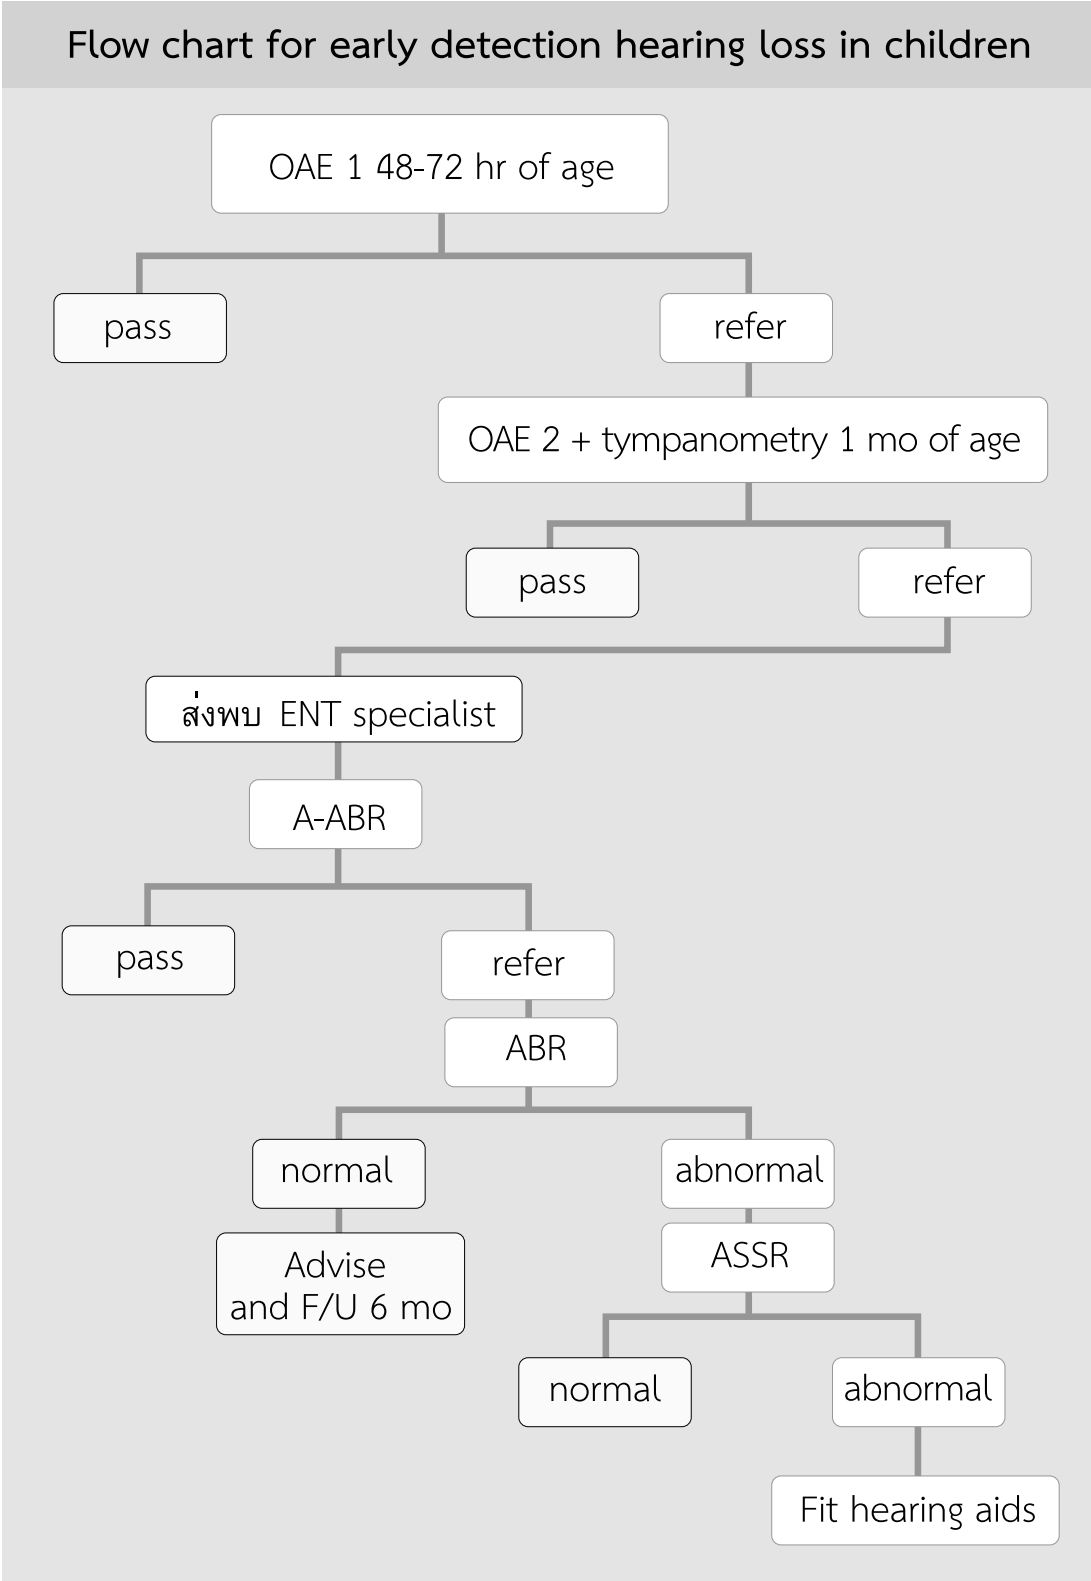 Flow chart for early detection hearing loss in children
OAE 1 48-72 hr of age
pass
refer
OAE 2 + tympanometry 1 mo of age
pass
refer
ส่งพบ ENT specialist
A-ABR
pass
refer
ABR
normal
abnormal
Advise
and F/U 6 mo
ASSR
normal
abnormal
Fit hearing aids